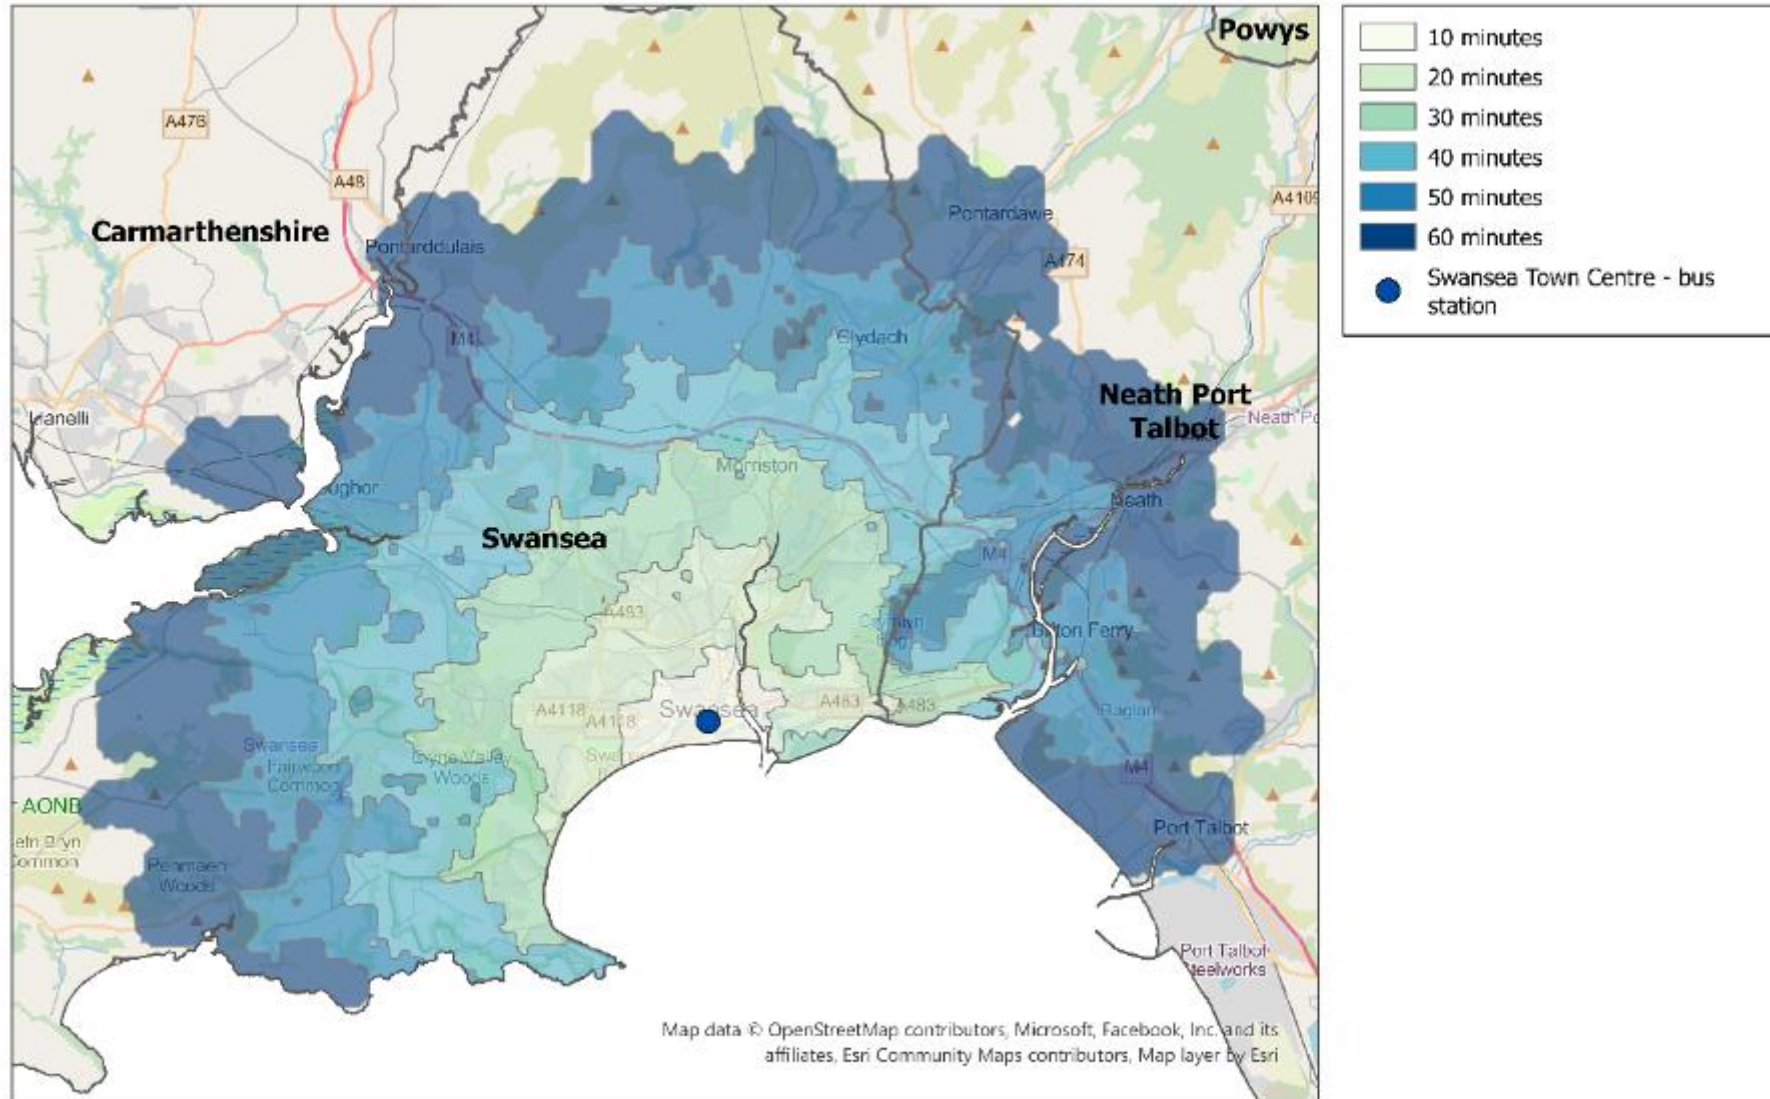 Powys
A476
A48
A4109
Carmarthenshire
Pontarddulais
Pontardawe
A474
M4
Clydach
Neath Port
Talbot
Llanelli
Morriston
Neath
Swansea
M4
A483
Briton Ferry
A4118
A4118
Swansea
A483
A483
Baglan
Swansea
Fairwood
Common
Clyne Valley
Woods
M4
AONB
Cefn Bryn
Common
Penmaen
Woods
Port Talbot
Port Talbot
Steelworks
Map data © OpenStreetMap contributors, Microsoft, Facebook, Inc. and its
affiliates, Esri Community Maps contributors, Map layer by Esri
10 minutes
20 minutes
30 minutes
40 minutes
50 minutes
60 minutes
Swansea Town Centre - bus
station